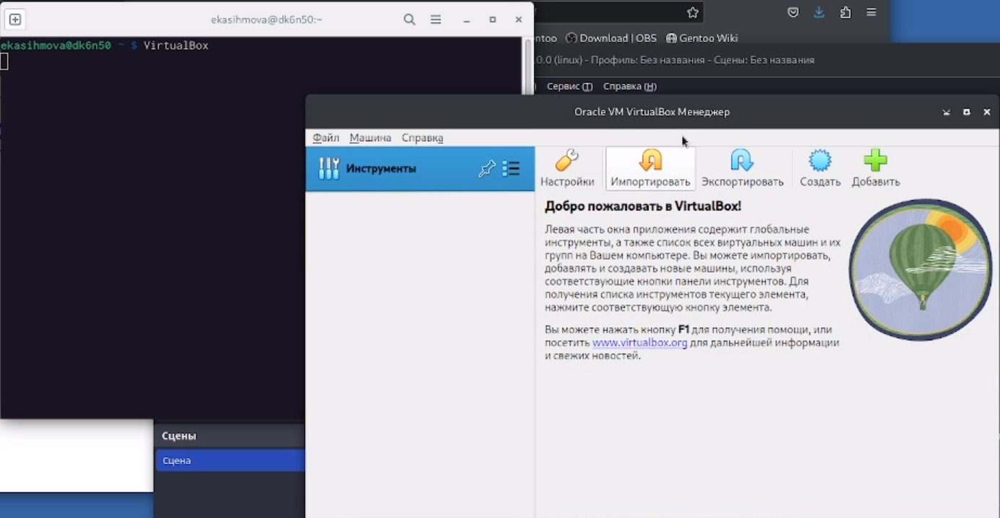 ekasihmova@dk6n50:~
ekasihmova@dk6n50 ~ $ VirtualBox
ntoo Download | OBS Gentoo Wiki
.0.0 (linux) - Профиль: Без названия - Сцены: Без названия
) Сервис (T) Справка (H)
Oracle VM VirtualBox Менеджер
Файл Машина Справка
Инструменты
Настройки Импортировать Экспортировать Создать Добавить
Добро пожаловать в VirtualBox!
Левая часть окна приложения содержит глобальные
инструменты, а также список всех виртуальных машин и их
групп на Вашем компьютере. Вы можете импортировать,
добавлять и создавать новые машины, используя
соответствующие кнопки панели инструментов. Для
получения списка инструментов текущего элемента,
нажмите соответствующую кнопку элемента.
Вы можете нажать кнопку F1 для получения помощи, или
посетить www.virtualbox.org для дальнейшей информации
и свежих новостей.
Сцены
Сцена